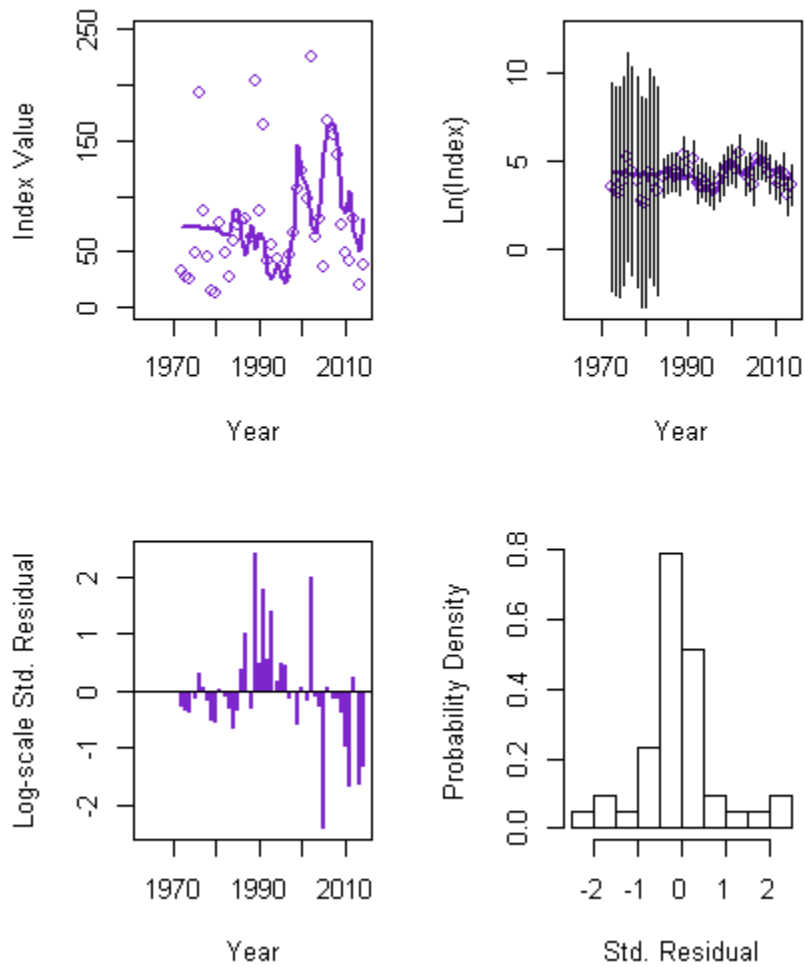 Index Value
250
150
50
0
1970 1990 2010
Year
Ln(Index)
10
5
0
1970 1990 2010
Year
Log-scale Std. Residual
2
1
0
-1
-2
1970 1990 2010
Year
Probability Density
0.8
0.6
0.4
0.2
0.0
-2 -1 0 1 2
Std. Residual